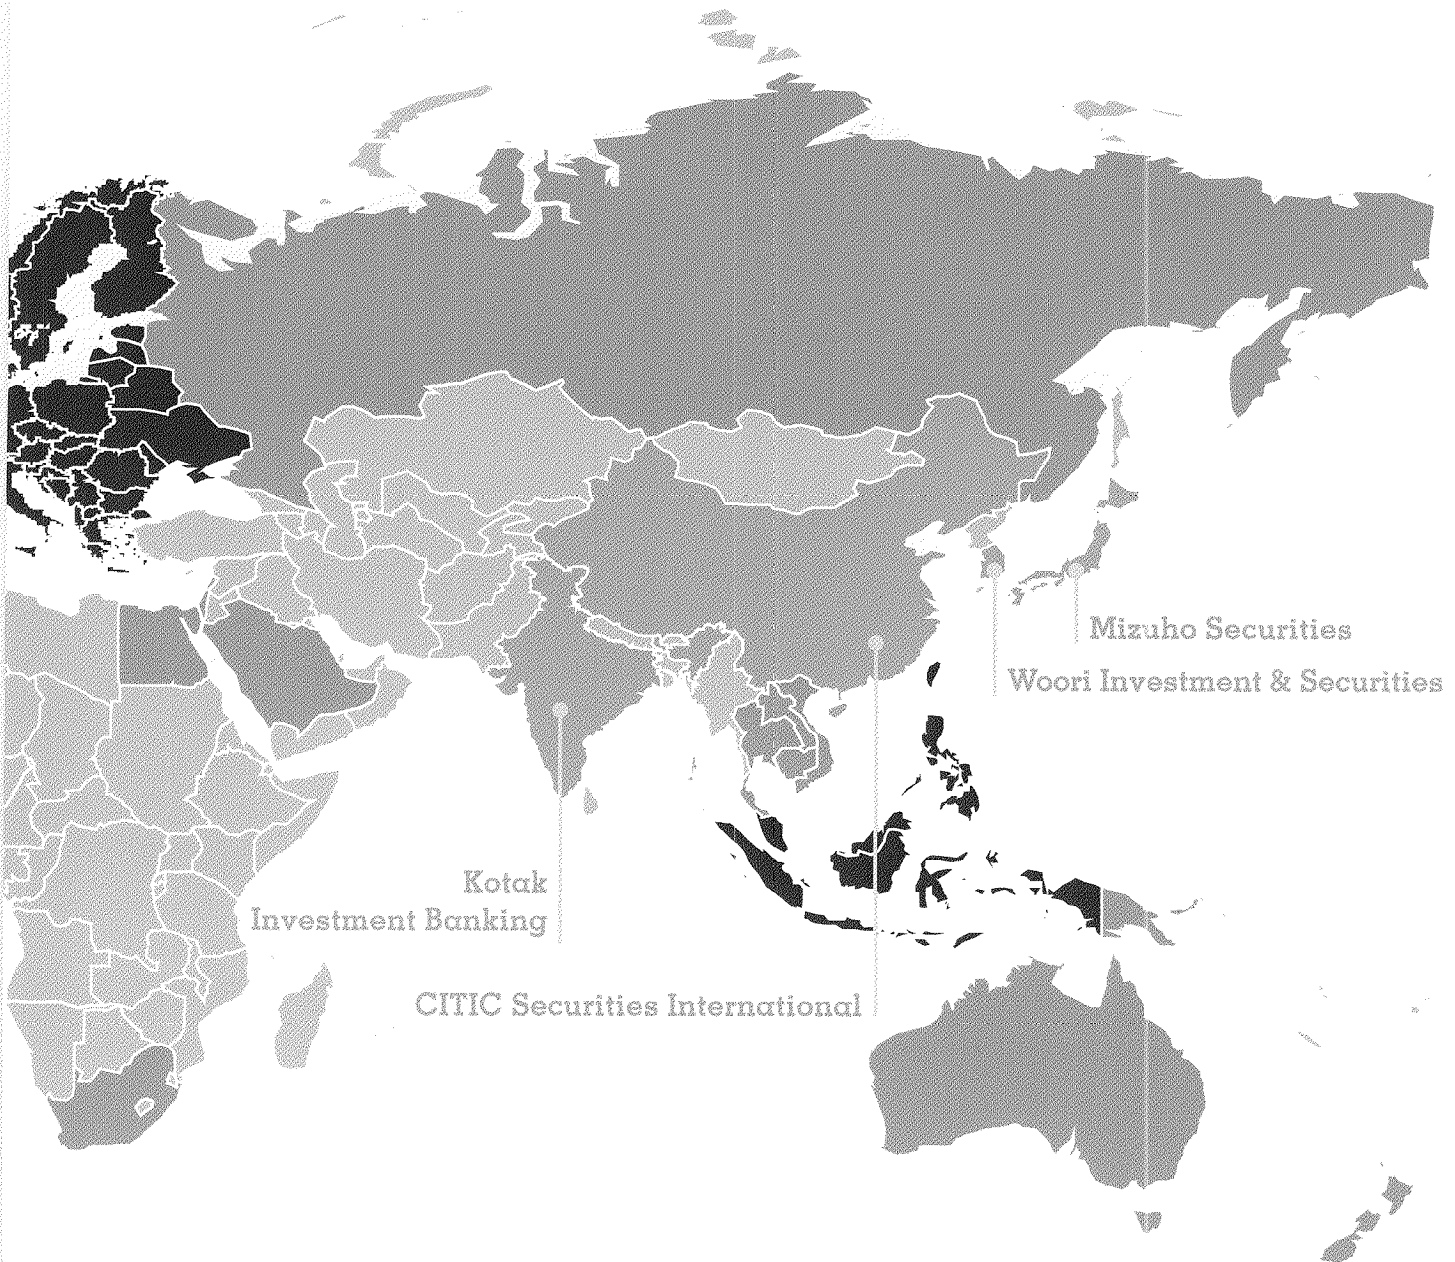 Mizuho Securities
Woori Investment & Securities
Kotak
Investment Banking
CITIC Securities International